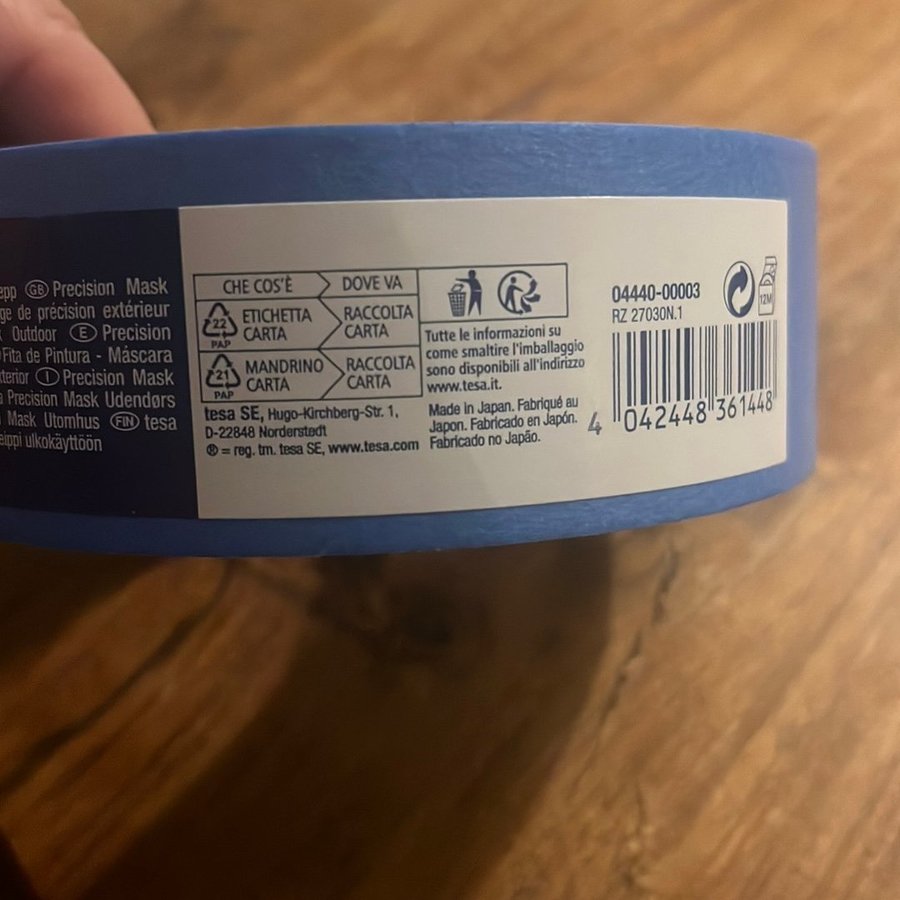 epp GB Precision Mask
ge de précision extérieur
Outdoor E Precision
Fita de Pintura - Máscara
terior I Precision Mask
a Precision Mask Udendørs
Mask Utomhus FIN tesa
eippi ulkokäyttöön
CHE COS'È DOVE VA
22 PAP ETICHETTA CARTA RACCOLTA CARTA
21 PAP MANDRINO CARTA RACCOLTA CARTA
tesa SE, Hugo-Kirchberg-Str. 1,
D-22848 Norderstedt
® = reg. tm. tesa SE, www.tesa.com
Tutte le informazioni su
come smaltire l'imballaggio
sono disponibili all'indirizzo
www.tesa.it.
Made in Japan. Fabriqué au
Japon. Fabricado en Japón.
Fabricado no Japão.
04440-00003
RZ 27030N.1
12M
4 042448 361448